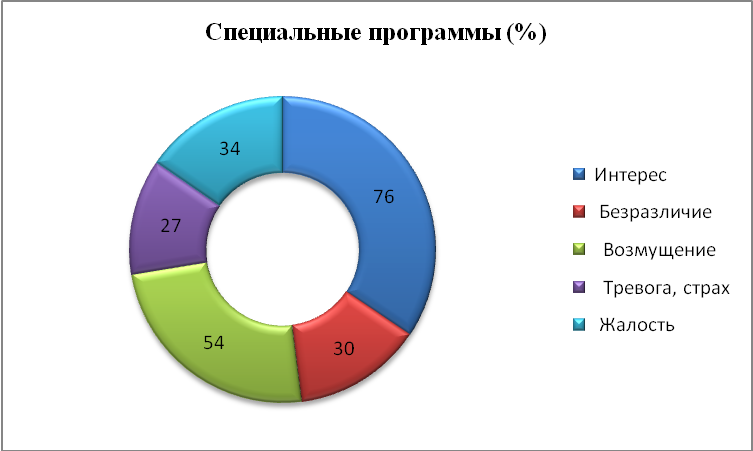 Специальные программы (%)
34
76
27
54
30
Интерес
Безразличие
Возмущение
Тревога, страх
Жалость